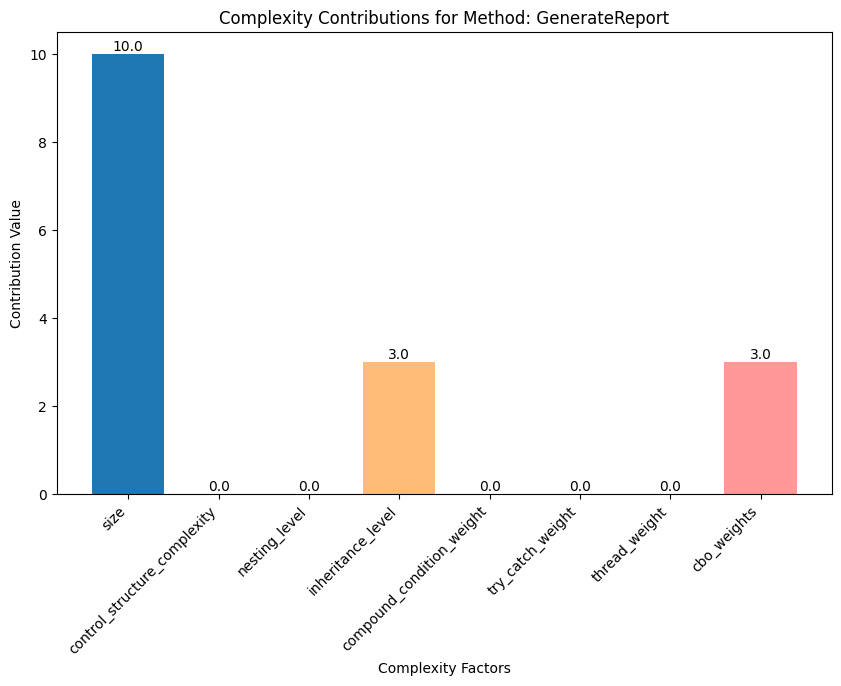 Complexity Contributions for Method: GenerateReport
Contribution Value
10
8
6
4
2
0
10.0
0.0
0.0
3.0
0.0
0.0
0.0
3.0
size
control_structure_complexity
nesting_level
inheritance_level
compound_condition_weight
try_catch_weight
thread_weight
cbo_weights
Complexity Factors